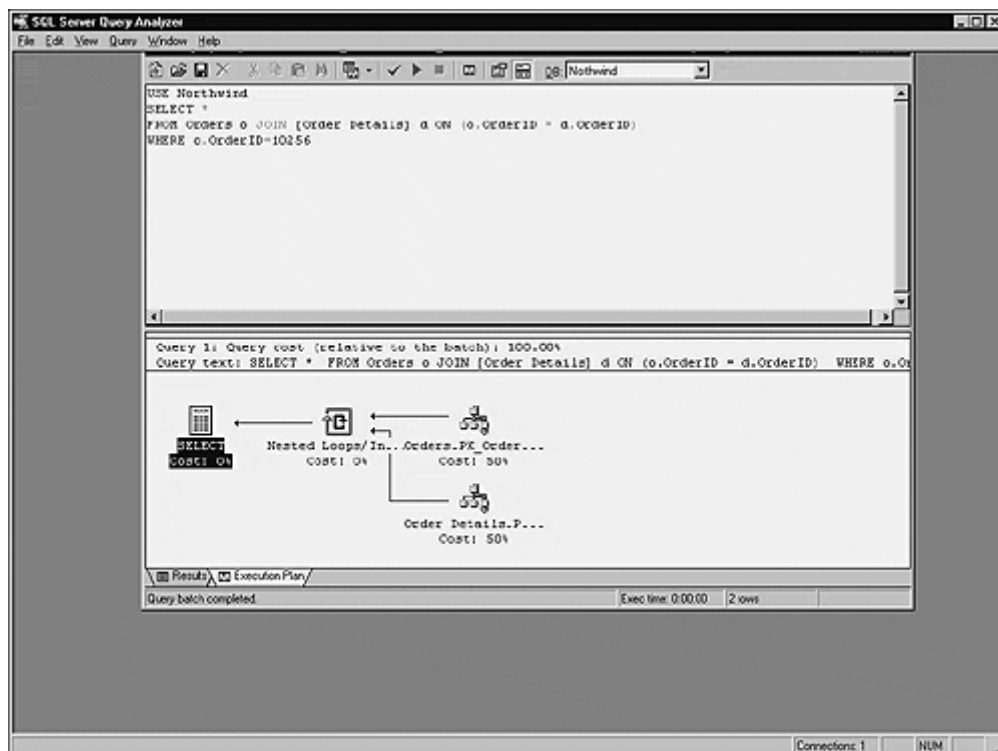 SQL Server Query Analyzer
File Edit View Query Window Help
DB: Nothwind
USE Northwind
SELECT *
FROM Orders o JOIN [Order Details] d ON (o.OrderID = d.OrderID)
WHERE o.OrderID=10256
Query 1: Query cost (relative to the batch): 100.00%
Query text: SELECT * FROM Orders o JOIN [Order Details] d ON (o.OrderID = d.OrderID) WHERE o.O
SELECT
Cost: 0%
Nested Loops/In...
Cost: 0%
Orders.PK_Order...
Cost: 50%
Order Details.P...
Cost: 50%
Results Execution Plan
Query batch completed. Exec time: 0:00:00 2 rows
Connections: 1 NUM